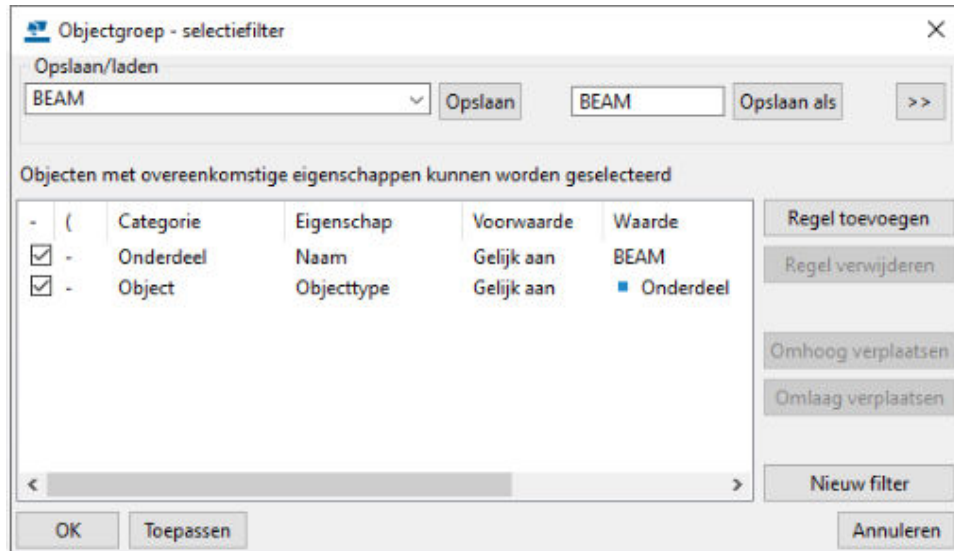 Objectgroep - selectiefilter
Opslaan/laden
BEAM Opslaan BEAM Opslaan als >>
Objecten met overeenkomstige eigenschappen kunnen worden geselecteerd
- ( Categorie Eigenschap Voorwaarde Waarde Regel toevoegen
- Onderdeel Naam Gelijk aan BEAM Regel verwijderen
- Object Objecttype Gelijk aan Onderdeel
Omhoog verplaatsen
Omlaag verplaatsen
Nieuw filter
OK Toepassen Annuleren